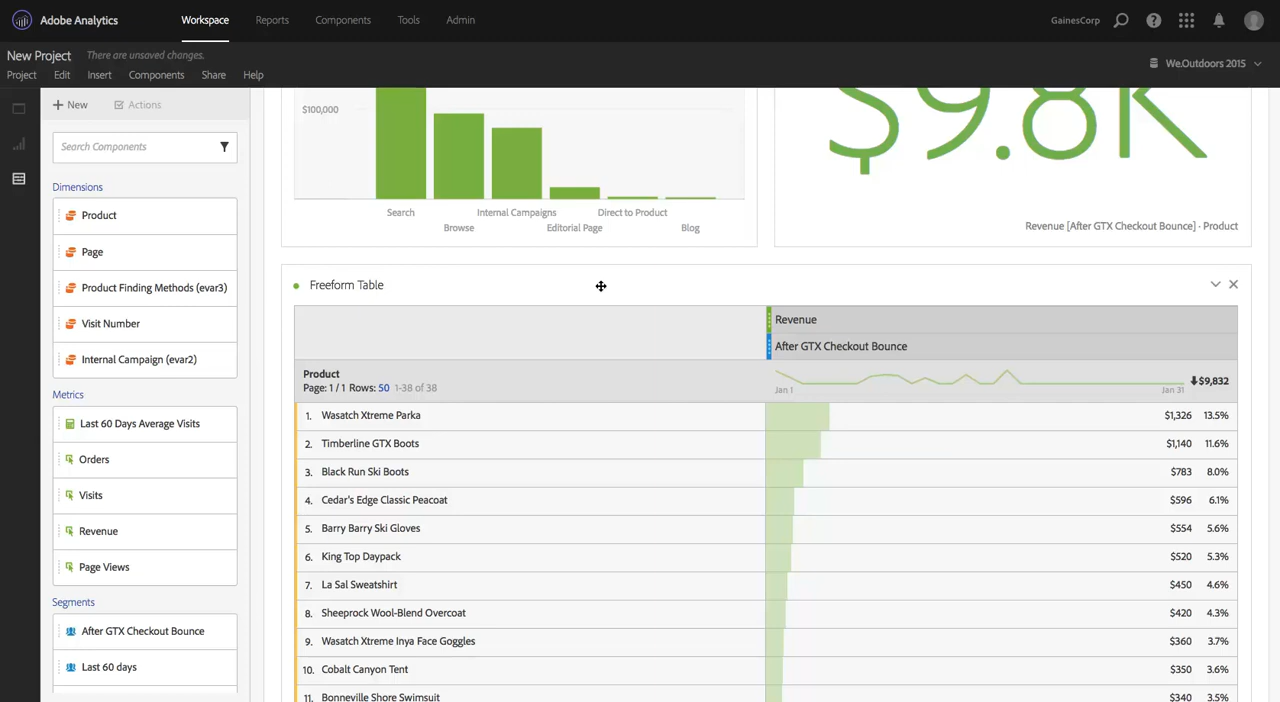 Adobe Analytics
Workspace
Reports
Components
Tools
Admin
GainesCorp
New Project
There are unsaved changes.
Project
Edit
Insert
Components
Share
Help
We.Outdoors 2015
+ New
Actions
Search Components
Dimensions
Product
Page
Product Finding Methods (evar3)
Visit Number
Internal Campaign (evar2)
Metrics
Last 60 Days Average Visits
Orders
Visits
Revenue
Page Views
Segments
After GTX Checkout Bounce
Last 60 days
$100,000
Search
Internal Campaigns
Direct to Product
Browse
Editorial Page
Blog
$9.8K
Revenue [After GTX Checkout Bounce] · Product
Freeform Table
Revenue
After GTX Checkout Bounce
Product
Page: 1 / 1 Rows: 50 1-38 of 38
Jan 1
Jan 31
$9,832
1. Wasatch Xtreme Parka $1,326 13.5%
2. Timberline GTX Boots $1,140 11.6%
3. Black Run Ski Boots $783 8.0%
4. Cedar's Edge Classic Peacoat $596 6.1%
5. Barry Barry Ski Gloves $554 5.6%
6. King Top Daypack $520 5.3%
7. La Sal Sweatshirt $450 4.6%
8. Sheeprock Wool-Blend Overcoat $420 4.3%
9. Wasatch Xtreme Inya Face Goggles $360 3.7%
10. Cobalt Canyon Tent $350 3.6%
11. Bonneville Shore Swimsuit $340 3.5%